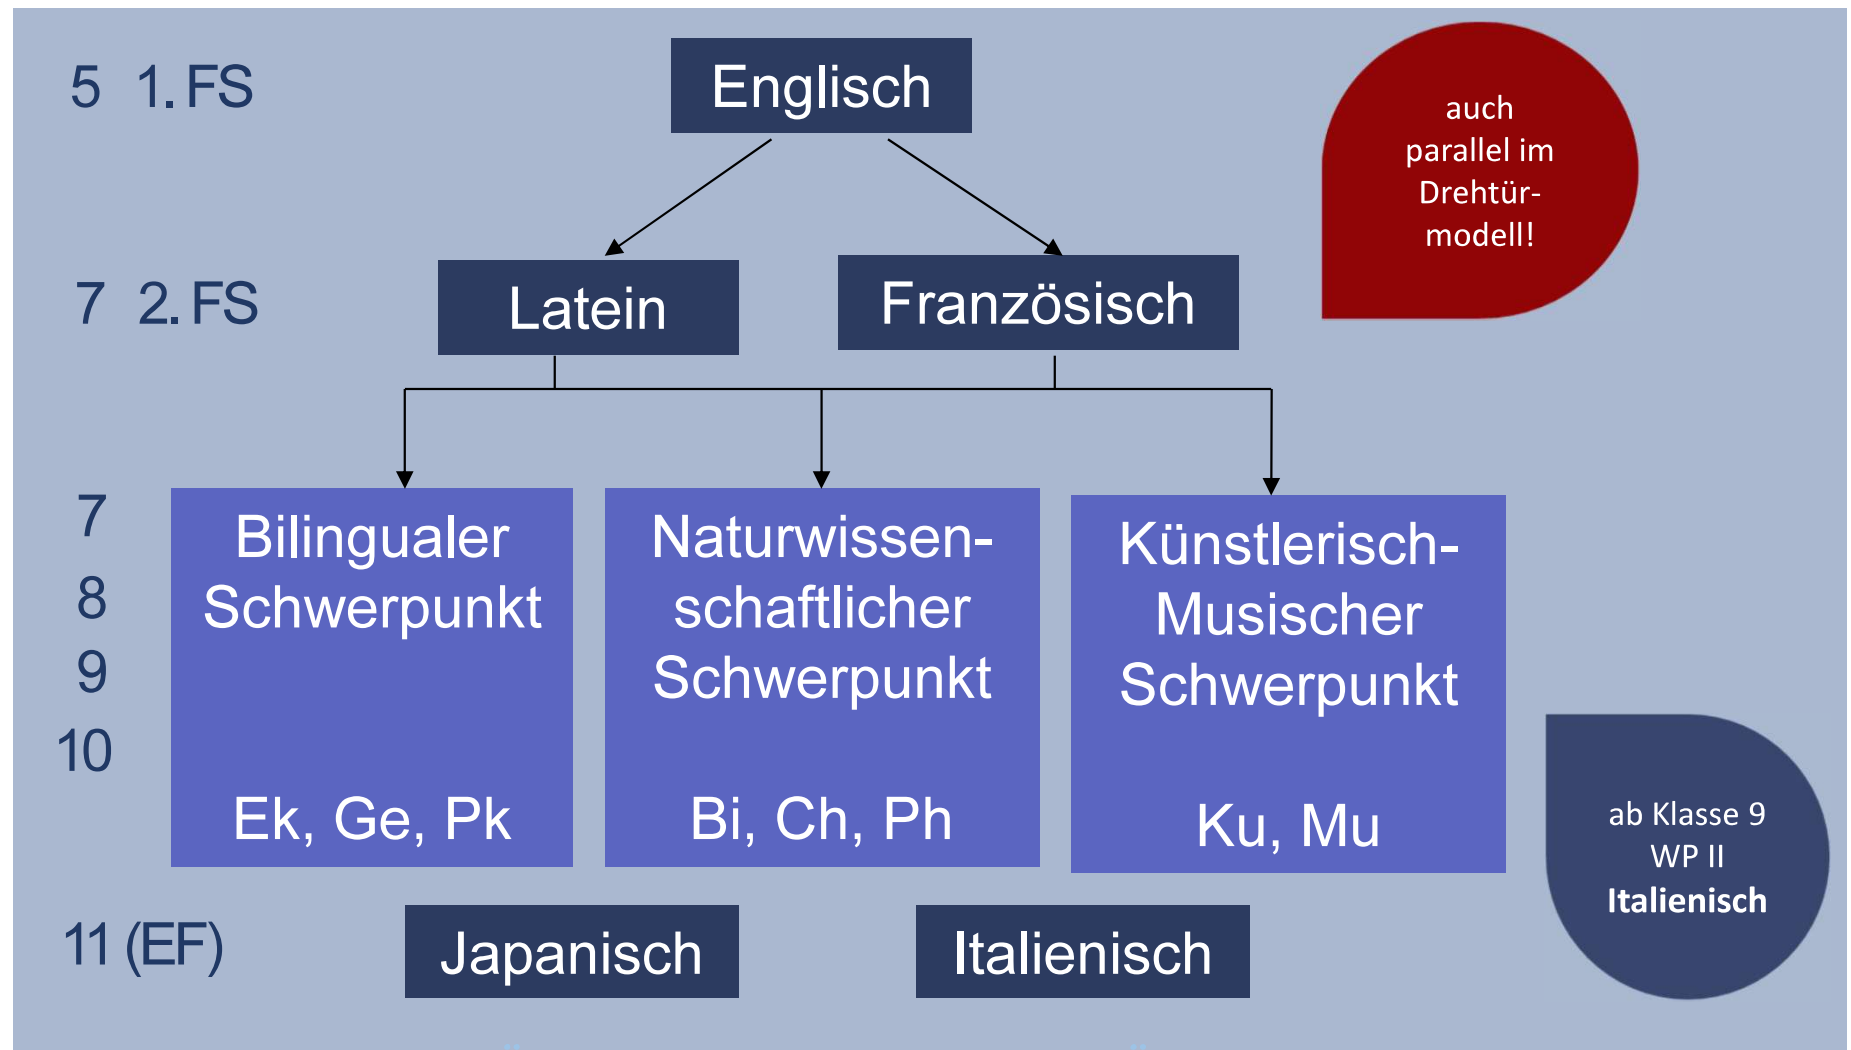 5 1. FS
Englisch
auch
parallel im
Drehtür-
modell!
7 2. FS
Latein
Französisch
7
8
9
10
Bilingualer
Schwerpunkt
Ek, Ge, Pk
Naturwissen-
schaftlicher
Schwerpunkt
Bi, Ch, Ph
Künstlerisch-
Musischer
Schwerpunkt
Ku, Mu
ab Klasse 9
WP II
Italienisch
11 (EF)
Japanisch
Italienisch